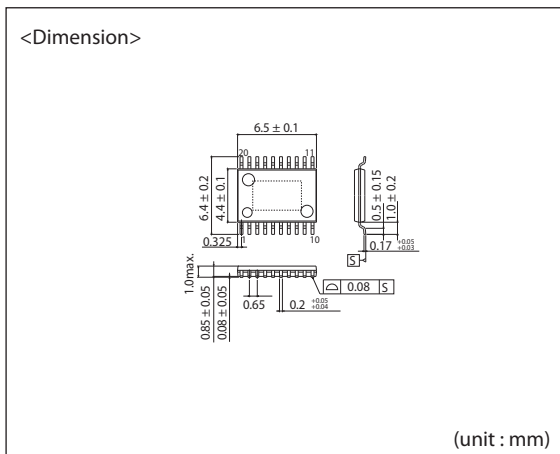 <Dimension>
6.5 ± 0.1
20
11
6.4 ± 0.2
4.4 ± 0.1
0.5 ± 0.15
1.0 ± 0.2
0.325
1
10
0.17 +0.05 +0.03
S
1.0max.
0.85 ± 0.05
0.08 ± 0.05
0.65
0.2 +0.05 +0.04
0.08 S
(unit : mm)